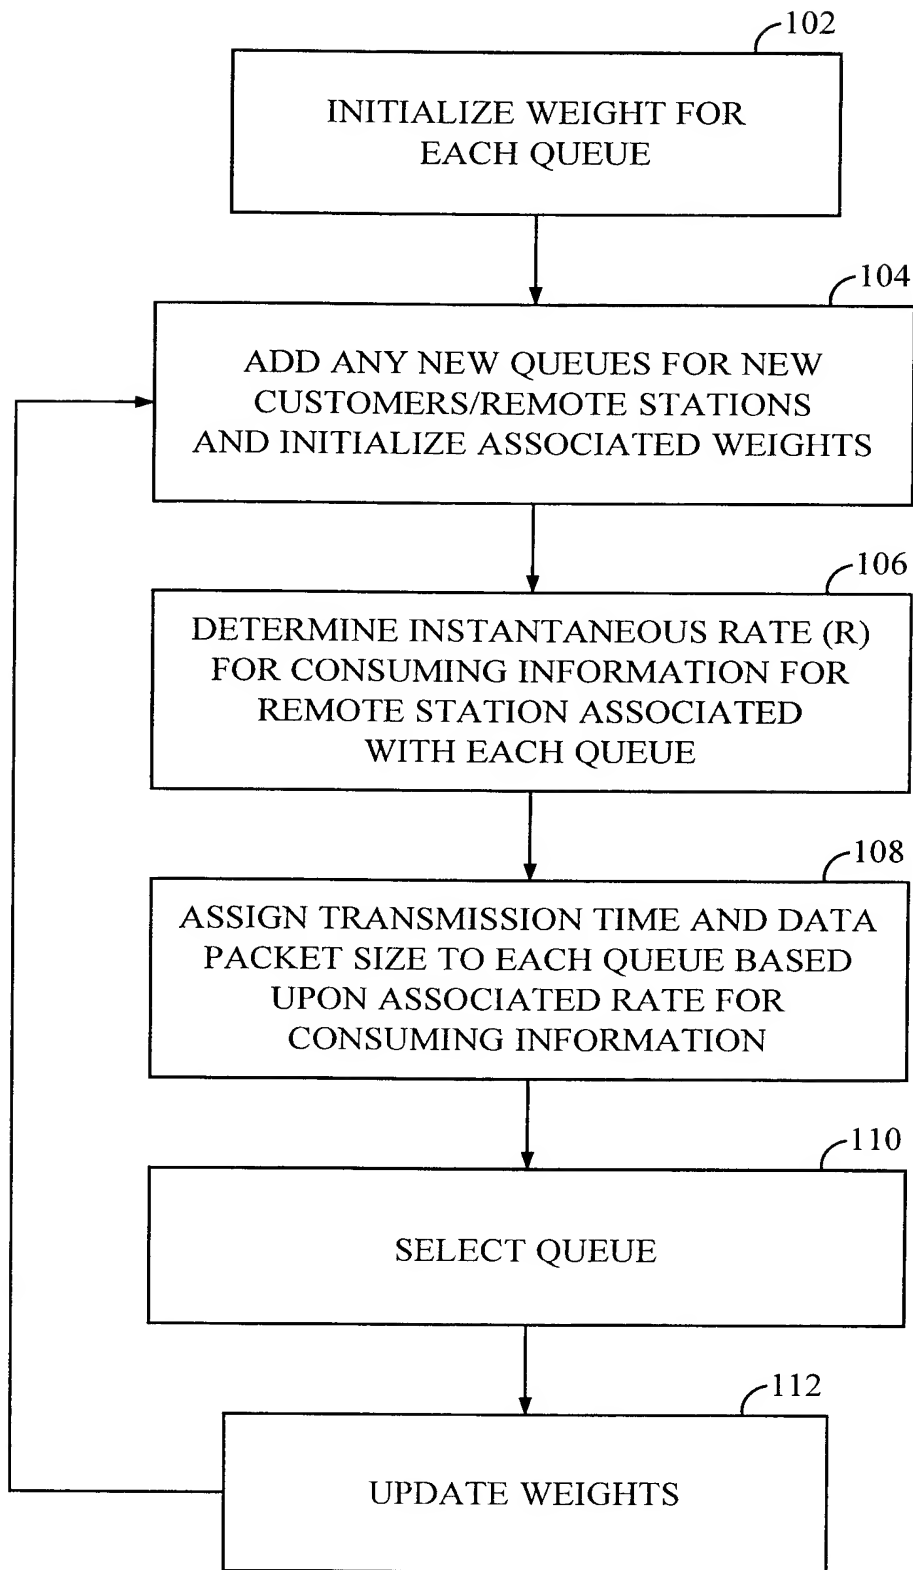 102
INITIALIZE WEIGHT FOR
EACH QUEUE
104
ADD ANY NEW QUEUES FOR NEW
CUSTOMERS/REMOTE STATIONS
AND INITIALIZE ASSOCIATED WEIGHTS
106
DETERMINE INSTANTANEOUS RATE (R)
FOR CONSUMING INFORMATION FOR
REMOTE STATION ASSOCIATED
WITH EACH QUEUE
108
ASSIGN TRANSMISSION TIME AND DATA
PACKET SIZE TO EACH QUEUE BASED
UPON ASSOCIATED RATE FOR
CONSUMING INFORMATION
110
SELECT QUEUE
112
UPDATE WEIGHTS